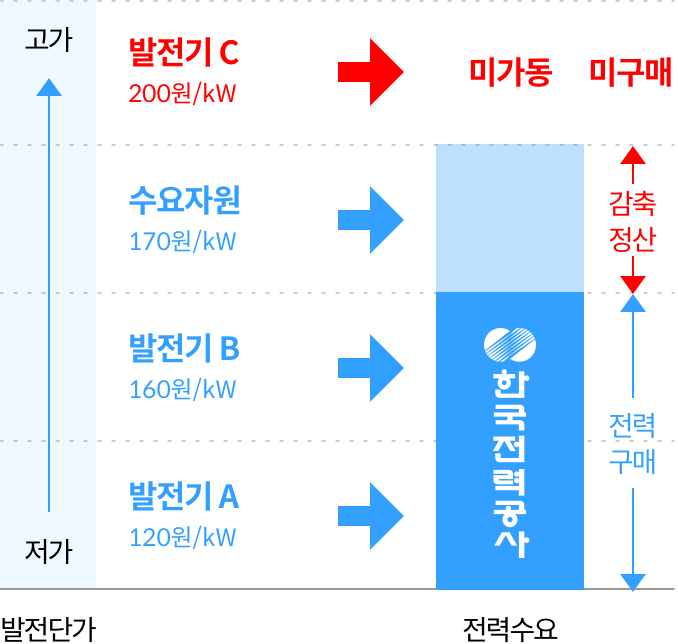 고가
발전기 C
200원/kW
미가동
미구매
수요자원
170원/kW
감축
정산
발전기 B
160원/kW
한국전력공사
전력
구매
발전기 A
120원/kW
저가
발전단가
전력수요